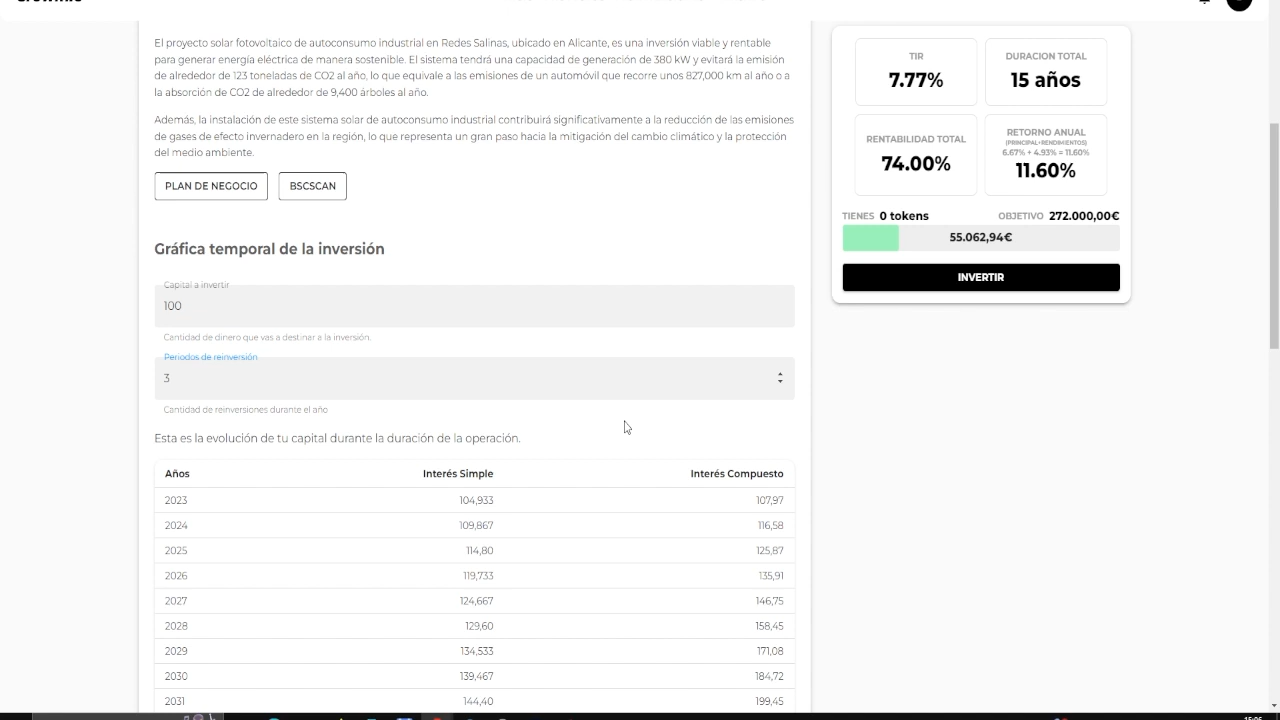 El proyecto solar fotovoltaico de autoconsumo industrial en Redes Salinas, ubicado en Alicante, es una inversión viable y rentable
para generar energía eléctrica de forma sostenible. El sistema tendrá una capacidad de generación de 380 kW y evitará la emisión
de alrededor de 123 toneladas de CO2 al año, lo que equivale a las emisiones de un automóvil que recorre unos 827,000 km al año o a
la absorción de CO2 de alrededor de 9,400 árboles al año.
Además, la instalación de este sistema solar de autoconsumo industrial contribuirá significativamente a la reducción de las emisiones
de gases de efecto invernadero en la región, lo que representa un gran paso hacia la mitigación del cambio climático y la protección
del medio ambiente.
PLAN DE NEGOCIO BSCSCAN
Gráfica temporal de la inversión
Capital a invertir
100
Cantidad de dinero que vas a destinar a la inversión.
Periodos de reinversión
3
Cantidad de reinversiones durante el año
Esta es la evolución de tu capital durante la duración de la operación.
Años Interés Simple Interés Compuesto
2023 104,933 107,97
2024 109,867 116,58
2025 114,80 125,87
2026 119,733 135,91
2027 124,667 146,75
2028 129,60 158,45
2029 134,533 171,08
2030 139,467 184,72
2031 144,40 199,45
TIR
7.77%
DURACION TOTAL
15 años
RENTABILIDAD TOTAL
74.00%
RETORNO ANUAL
(PRINCIPAL+RENDIMIENTOS)
6.67% + 4.93% = 11.60%
11.60%
TIENES 0 tokens OBJETIVO 272.000,00€
55.062,94€
INVERTIR